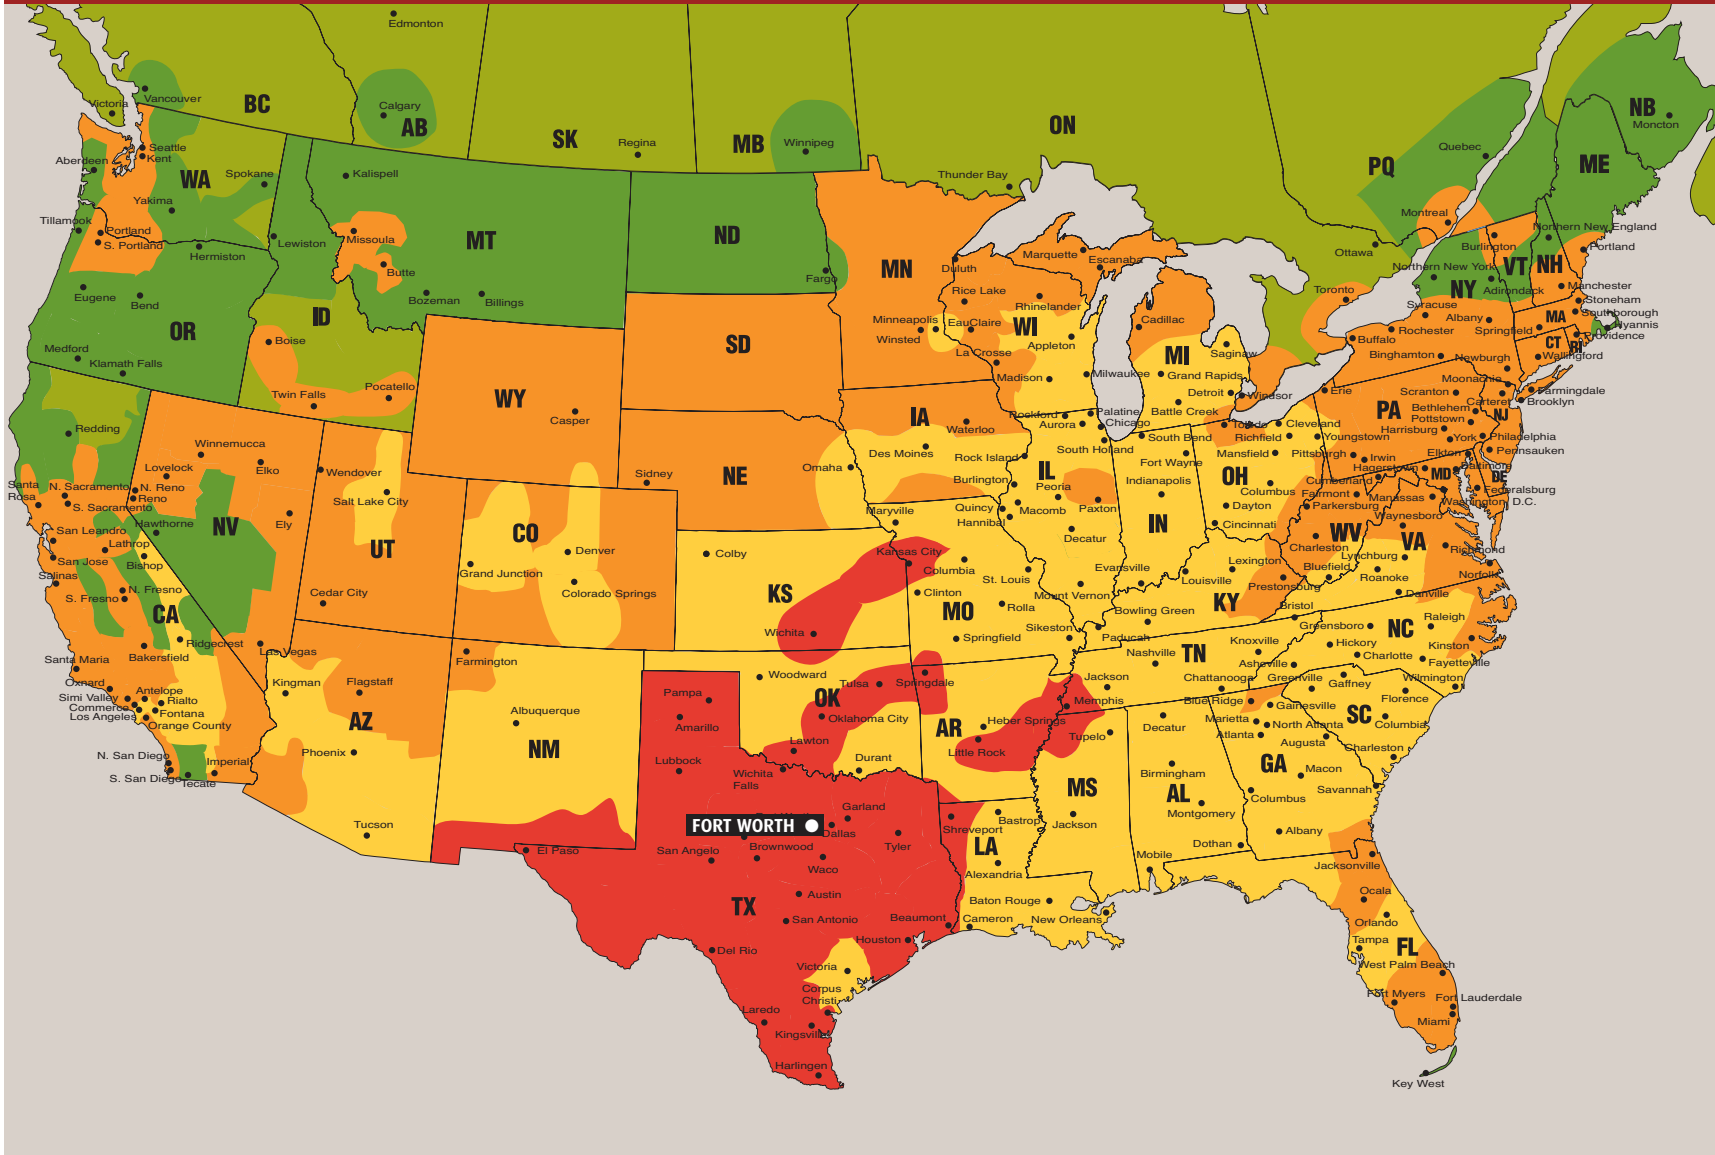 Edmonton
Vancouver
Victoria
BC
Calgary
AB
SK
Regina
MB
Winnipeg
ON
Thunder Bay
PQ
Quebec
NB
Moncton
ME
Montreal
Ottawa
Toronto
Windsor
Seattle
Kent
Aberdeen
WA
Spokane
Yakima
Tillamook
Portland
S. Portland
Lewiston
Hermiston
Eugene
Bend
OR
Medford
Klamath Falls
Kalispell
Missoula
MT
Butte
Bozeman
Billings
ID
Boise
Twin Falls
Pocatello
ND
Fargo
SD
WY
Casper
MN
Duluth
Minneapolis
Winsted
Marquette
Escanaba
Rice Lake
Rhinelander
EauClaire
WI
Appleton
La Crosse
Madison
Milwaukee
Cadillac
MI
Saginaw
Grand Rapids
Detroit
Battle Creek
Northern New England
Burlington
Portland
Northern New York
VT
NH
NY
Adirondack
Manchester
Syracuse
Stoneham
Albany
MA
Southborough
Hyannis
Rochester
Springfield
Providence
Buffalo
CT
RI
Binghamton
Newburgh
Wallingford
Moonachie
Erie
Scranton
Farmingdale
Carteret
Brooklyn
PA
Bethlehem
NJ
Pottstown
Harrisburg
York
Philadelphia
Pennsauken
Pittsburgh
Irwin
Elkton
Hagerstown
MD
Baltimore
DE
Cumberland
Federalsburg
Fairmont
Manassas
Washington D.C.
Parkersburg
Waynesboro
WV
VA
Charleston
Lynchburg
Richmond
Bluefield
Roanoke
Norfolk
Danville
Redding
Winnemucca
Lovelock
Elko
N. Reno
Reno
Santa
Rosa
N. Sacramento
S. Sacramento
Hawthorne
NV
Ely
San Leandro
Lathrop
San Jose
Bishop
Salinas
N. Fresno
S. Fresno
CA
Ridgecrest
Bakersfield
Las Vegas
Santa Maria
Oxnard
Antelope
Simi Valley
Rialto
Commerce
Fontana
Los Angeles
Orange County
N. San Diego
Imperial
S. San Diego
Tecate
Wendover
Salt Lake City
UT
Cedar City
CO
Denver
Grand Junction
Colorado Springs
Sidney
NE
Omaha
IA
Waterloo
Des Moines
Rock Island
Burlington
Rockford
Palatine
Aurora
Chicago
South Holland
IL
Peoria
Macomb
Paxton
Quincy
Hannibal
Decatur
Mount Vernon
South Bend
Fort Wayne
Indianapolis
IN
Evansville
Toledo
Cleveland
Richfield
Youngstown
Mansfield
OH
Columbus
Dayton
Cincinnati
Maryville
Colby
KS
Wichita
Kansas City
Columbia
St. Louis
Clinton
MO
Rolla
Springfield
Sikeston
Lexington
Louisville
Prestonsburg
KY
Bowling Green
Paducah
Bristol
Knoxville
TN
Nashville
Chattanooga
Jackson
Memphis
Greensboro
Raleigh
NC
Hickory
Kinston
Charlotte
Fayetteville
Asheville
Wilmington
Greenville
Gaffney
Florence
SC
Columbia
Charleston
Kingman
Flagstaff
AZ
Phoenix
Tucson
Farmington
Albuquerque
NM
Woodward
OK
Tulsa
Oklahoma City
Lawton
Durant
Springdale
AR
Heber Springs
Little Rock
Tupelo
MS
Jackson
Decatur
Birmingham
AL
Montgomery
Dothan
Mobile
Blue Ridge
Gainesville
Marietta
North Atlanta
Atlanta
Augusta
GA
Macon
Columbus
Savannah
Albany
Pampa
Amarillo
Lubbock
Wichita
Falls
Garland
FORT WORTH
Dallas
El Paso
San Angelo
Brownwood
Tyler
Waco
TX
Austin
San Antonio
Beaumont
Houston
Del Rio
Victoria
Corpus
Christi
Laredo
Kingsville
Harlingen
Shreveport
Bastrop
LA
Alexandria
Baton Rouge
Cameron
New Orleans
Jacksonville
Ocala
Orlando
Tampa
FL
West Palm Beach
Fort Myers
Fort Lauderdale
Miami
Key West